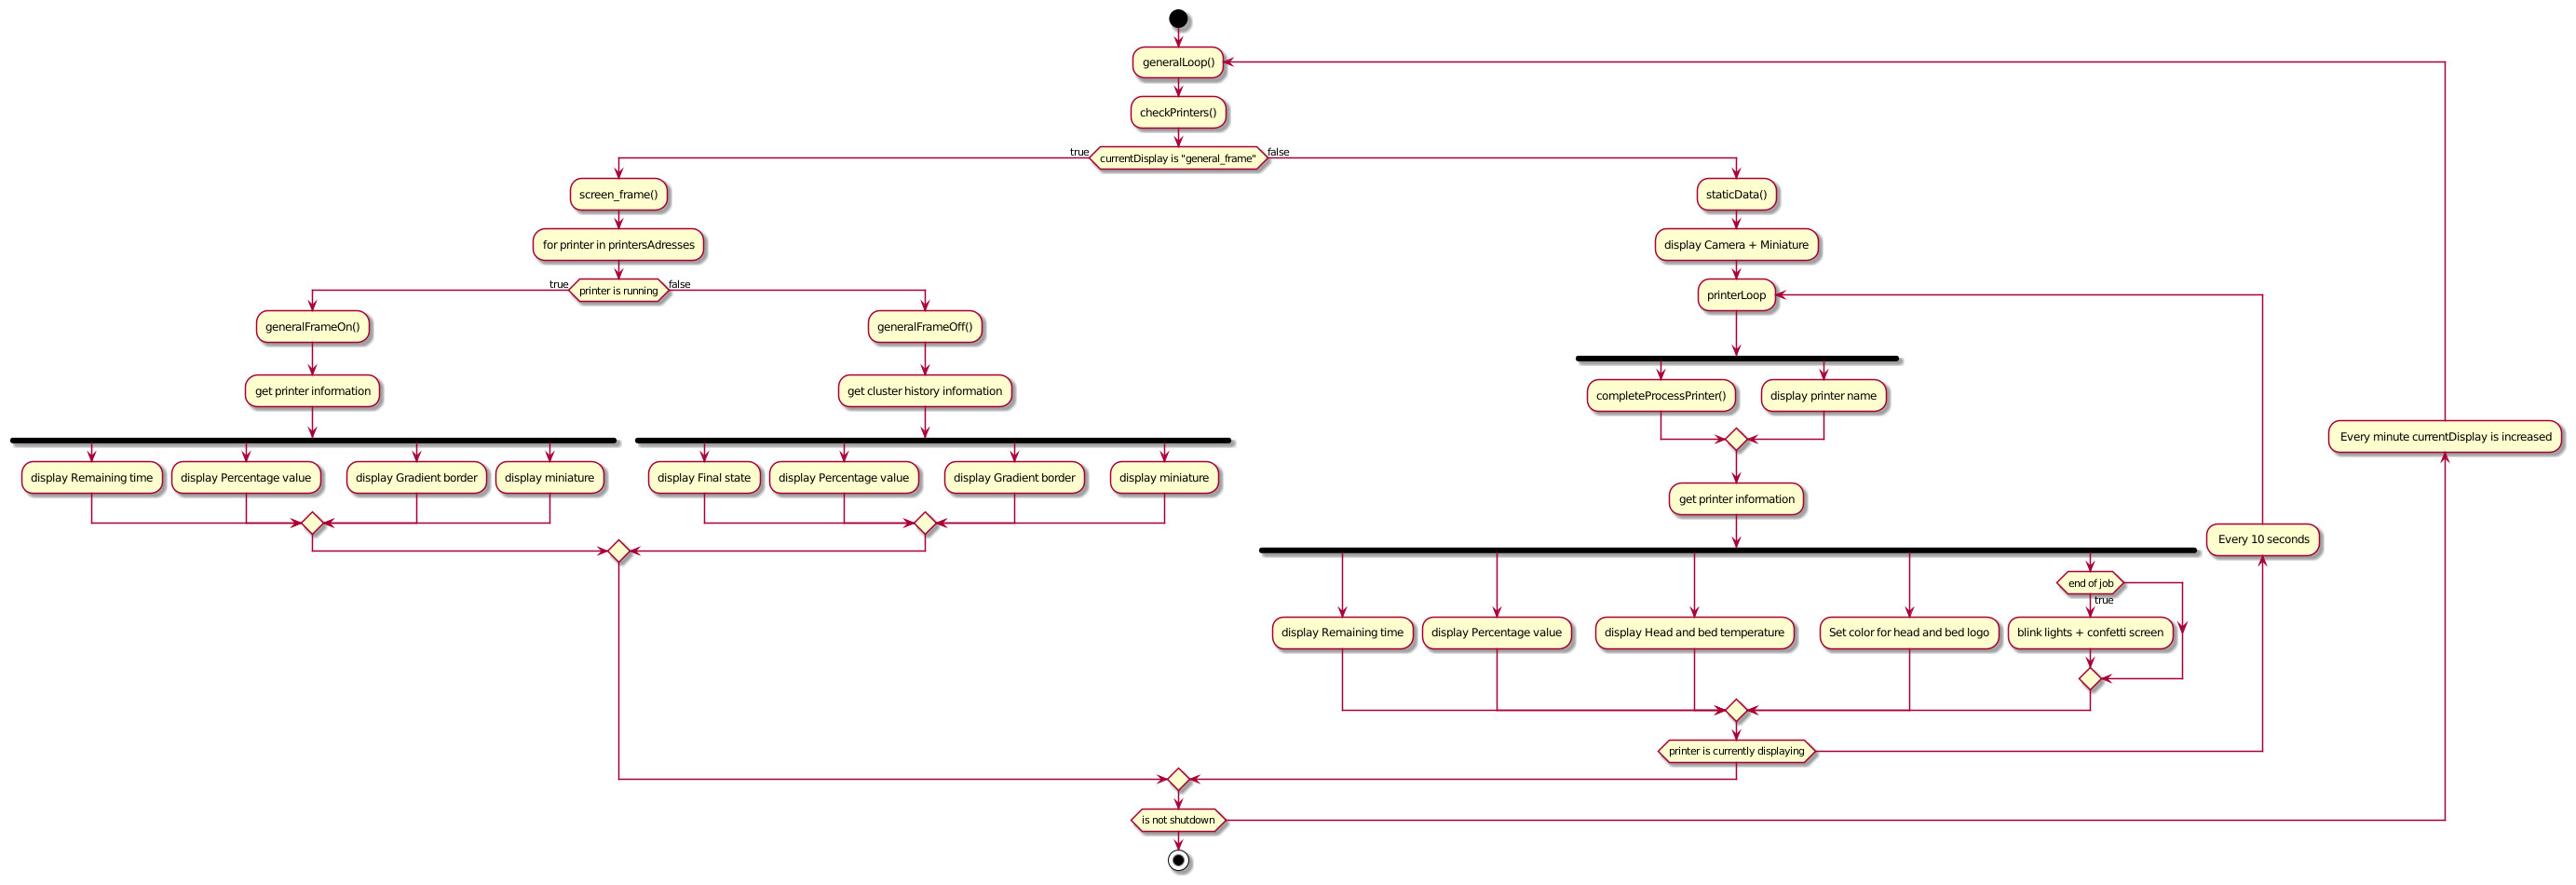 generalLoop()
checkPrinters()
true
currentDisplay is "general_frame"
false
screen_frame()
for printer in printersAdresses
true
printer is running
false
generalFrameOn()
get printer information
display Remaining time
display Percentage value
display Gradient border
display miniature
generalFrameOff()
get cluster history information
display Final state
display Percentage value
display Gradient border
display miniature
staticData()
display Camera + Miniature
printerLoop
completeProcessPrinter()
display printer name
get printer information
display Remaining time
display Percentage value
display Head and bed temperature
Set color for head and bed logo
end of job
true
blink lights + confetti screen
printer is currently displaying
Every 10 seconds
Every minute currentDisplay is increased
is not shutdown